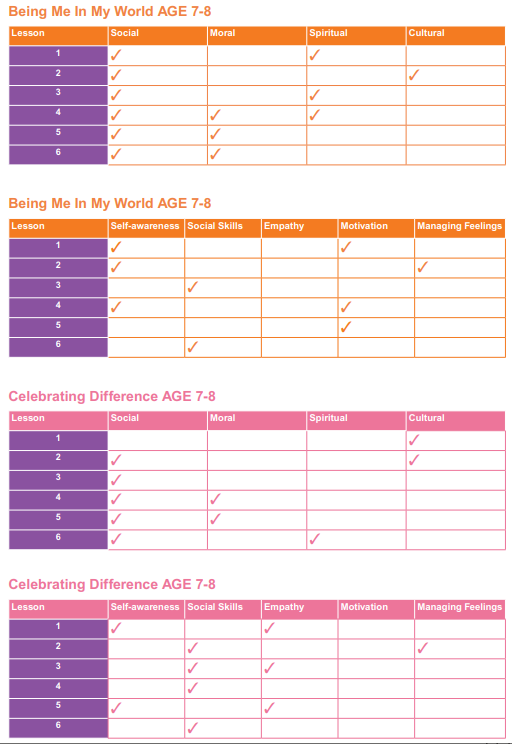 Being Me In My World AGE 7-8
Lesson Social Moral Spiritual Cultural
1 ✓ ✓
2 ✓ ✓
3 ✓ ✓
4 ✓ ✓ ✓
5 ✓ ✓
6 ✓ ✓
Being Me In My World AGE 7-8
Lesson Self-awareness Social Skills Empathy Motivation Managing Feelings
1 ✓ ✓
2 ✓ ✓
3 ✓
4 ✓ ✓
5 ✓
6 ✓
Celebrating Difference AGE 7-8
Lesson Social Moral Spiritual Cultural
1 ✓
2 ✓ ✓
3 ✓
4 ✓ ✓
5 ✓ ✓
6 ✓ ✓
Celebrating Difference AGE 7-8
Lesson Self-awareness Social Skills Empathy Motivation Managing Feelings
1 ✓ ✓
2 ✓ ✓
3 ✓ ✓
4 ✓
5 ✓ ✓
6 ✓